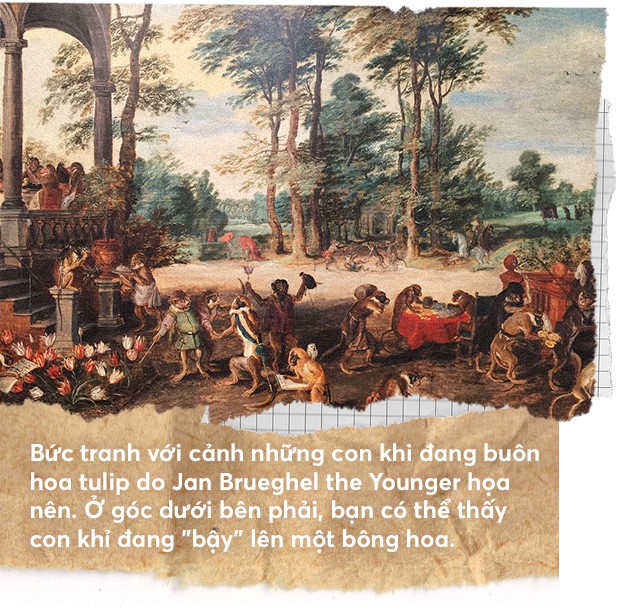 Bức tranh với cảnh những con khi đang buôn
hoa tulip do Jan Brueghel the Younger họa
nên. Ở góc dưới bên phải, bạn có thể thấy
con khỉ đang "bậy" lên một bông hoa.